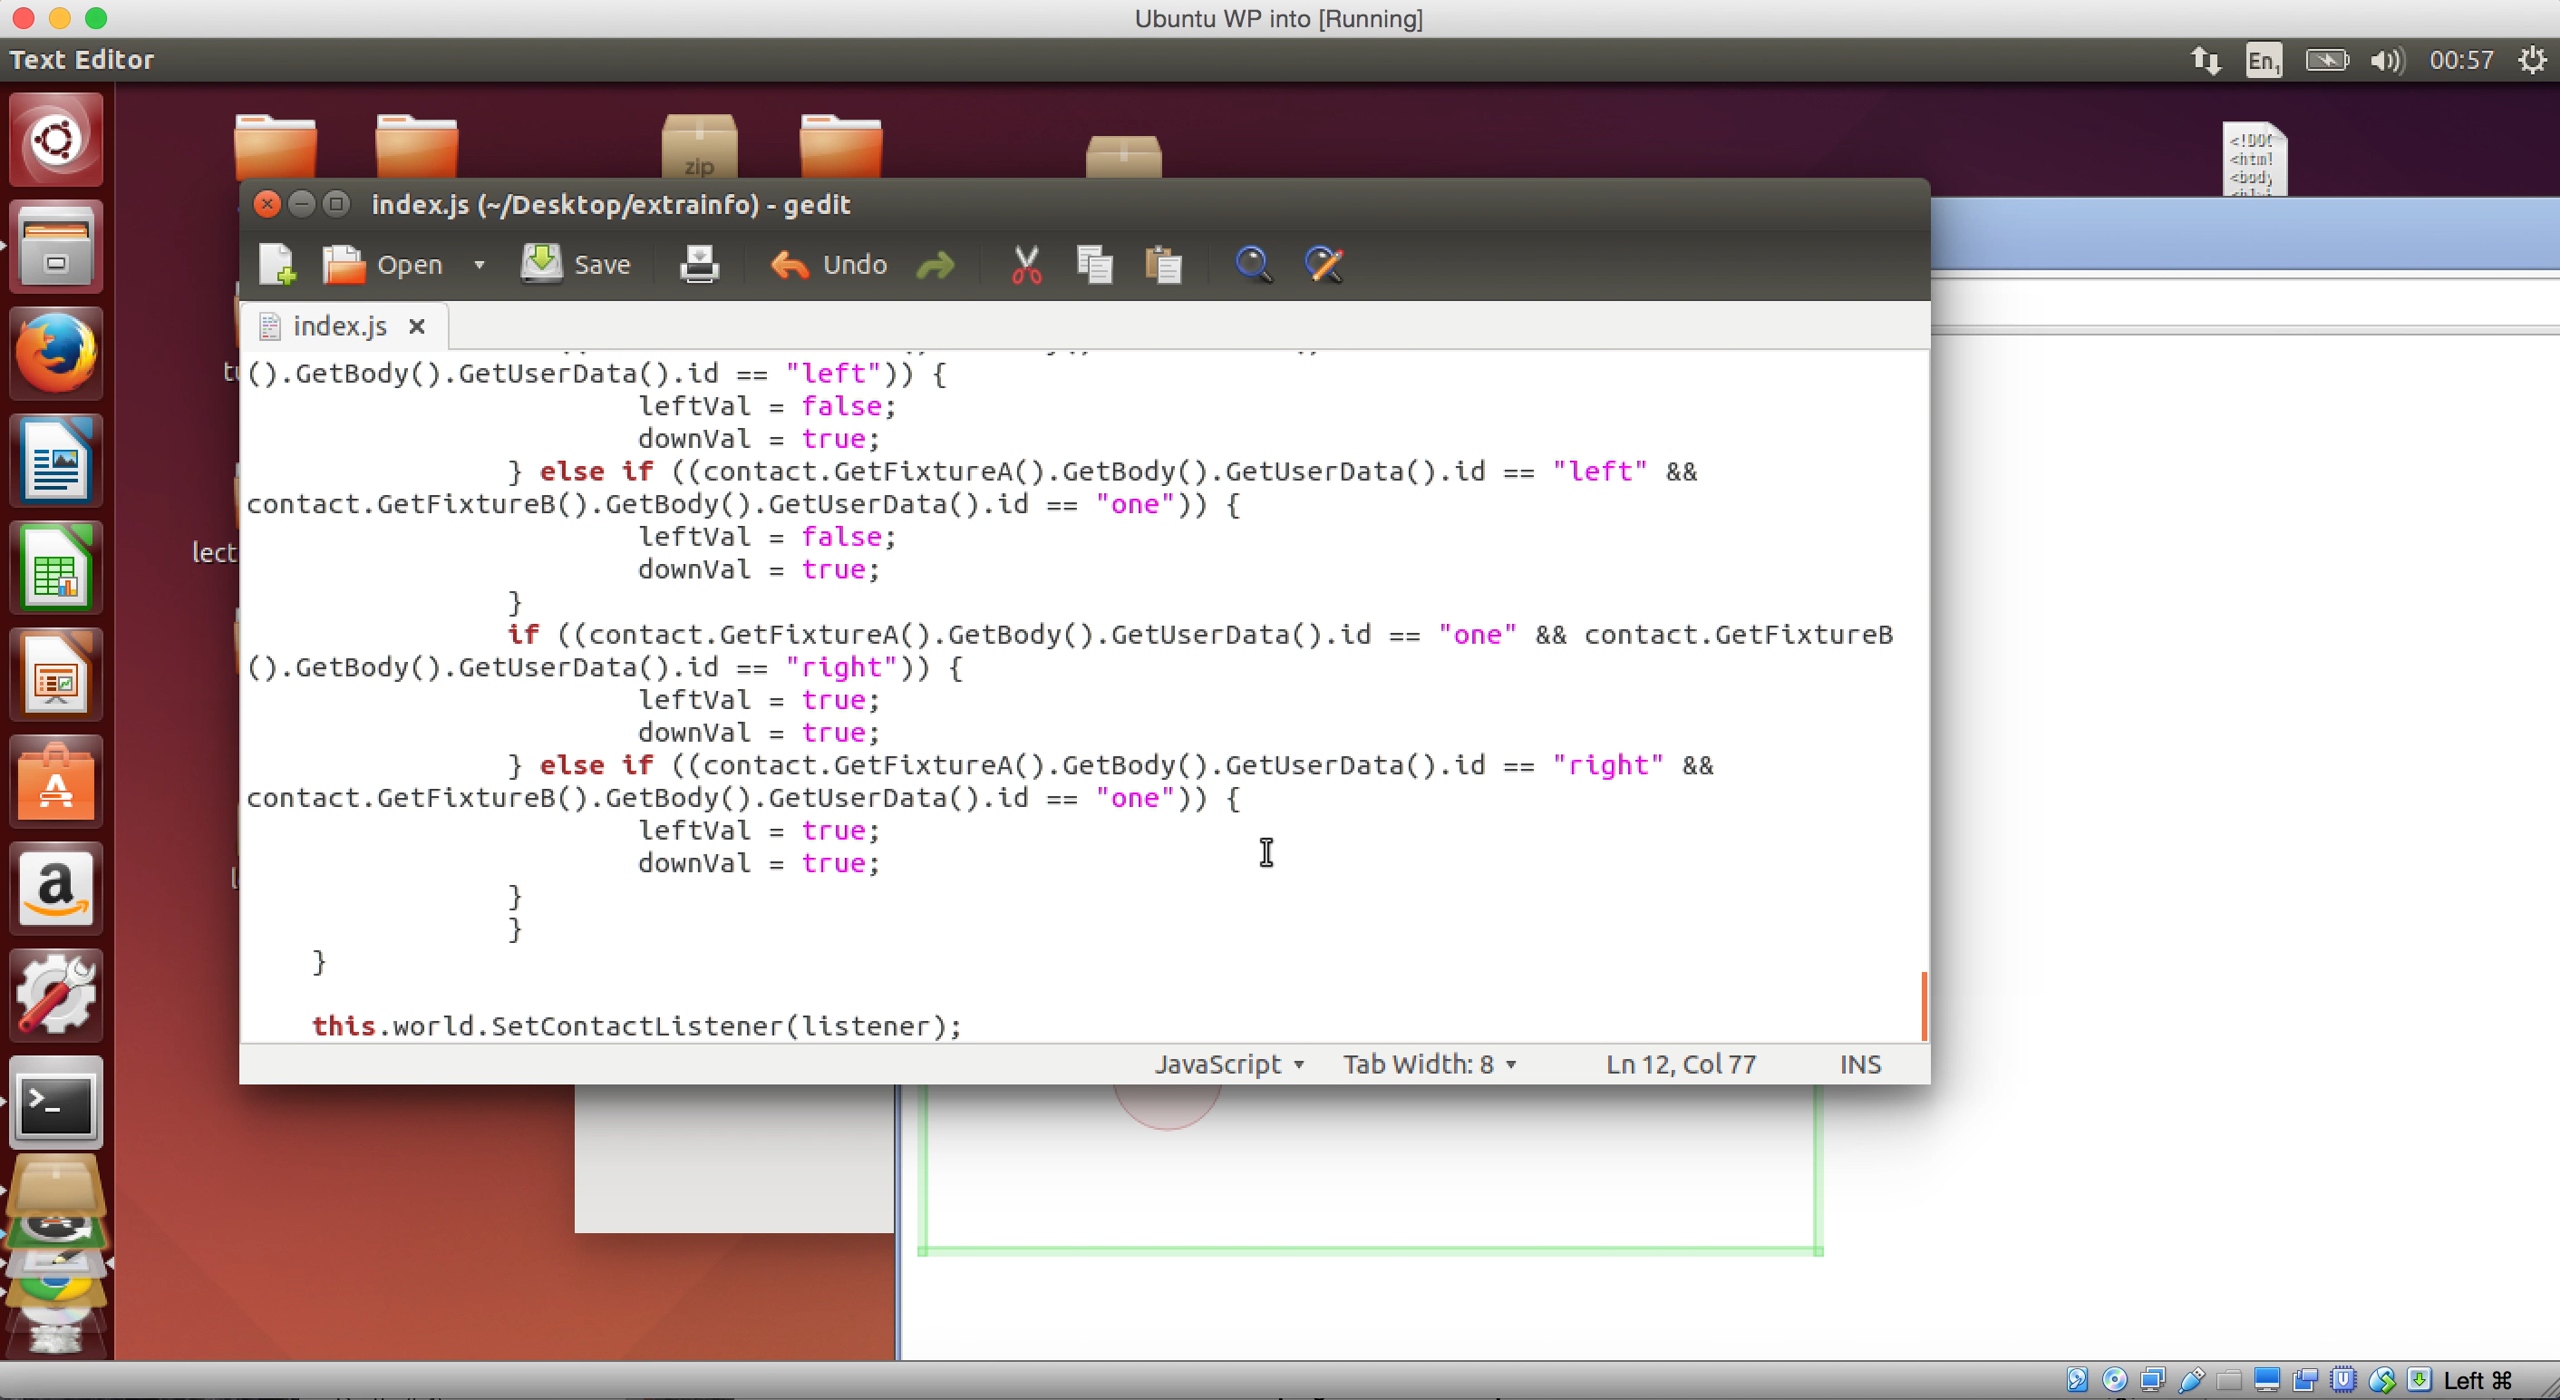 Ubuntu WP into [Running]
Text Editor
En1
00:57
zip
<!DOC
<html
<body
index.js (~/Desktop/extrainfo) - gedit
Open
Save
Undo
index.js
().GetBody().GetUserData().id == "left")) {
leftVal = false;
downVal = true;
} else if ((contact.GetFixtureA().GetBody().GetUserData().id == "left" &&
contact.GetFixtureB().GetBody().GetUserData().id == "one")) {
leftVal = false;
downVal = true;
}
if ((contact.GetFixtureA().GetBody().GetUserData().id == "one" && contact.GetFixtureB
().GetBody().GetUserData().id == "right")) {
leftVal = true;
downVal = true;
} else if ((contact.GetFixtureA().GetBody().GetUserData().id == "right" &&
contact.GetFixtureB().GetBody().GetUserData().id == "one")) {
leftVal = true;
downVal = true;
}
}
}
this.world.SetContactListener(listener);
lect
JavaScript
Tab Width: 8
Ln 12, Col 77
INS
Left ⌘